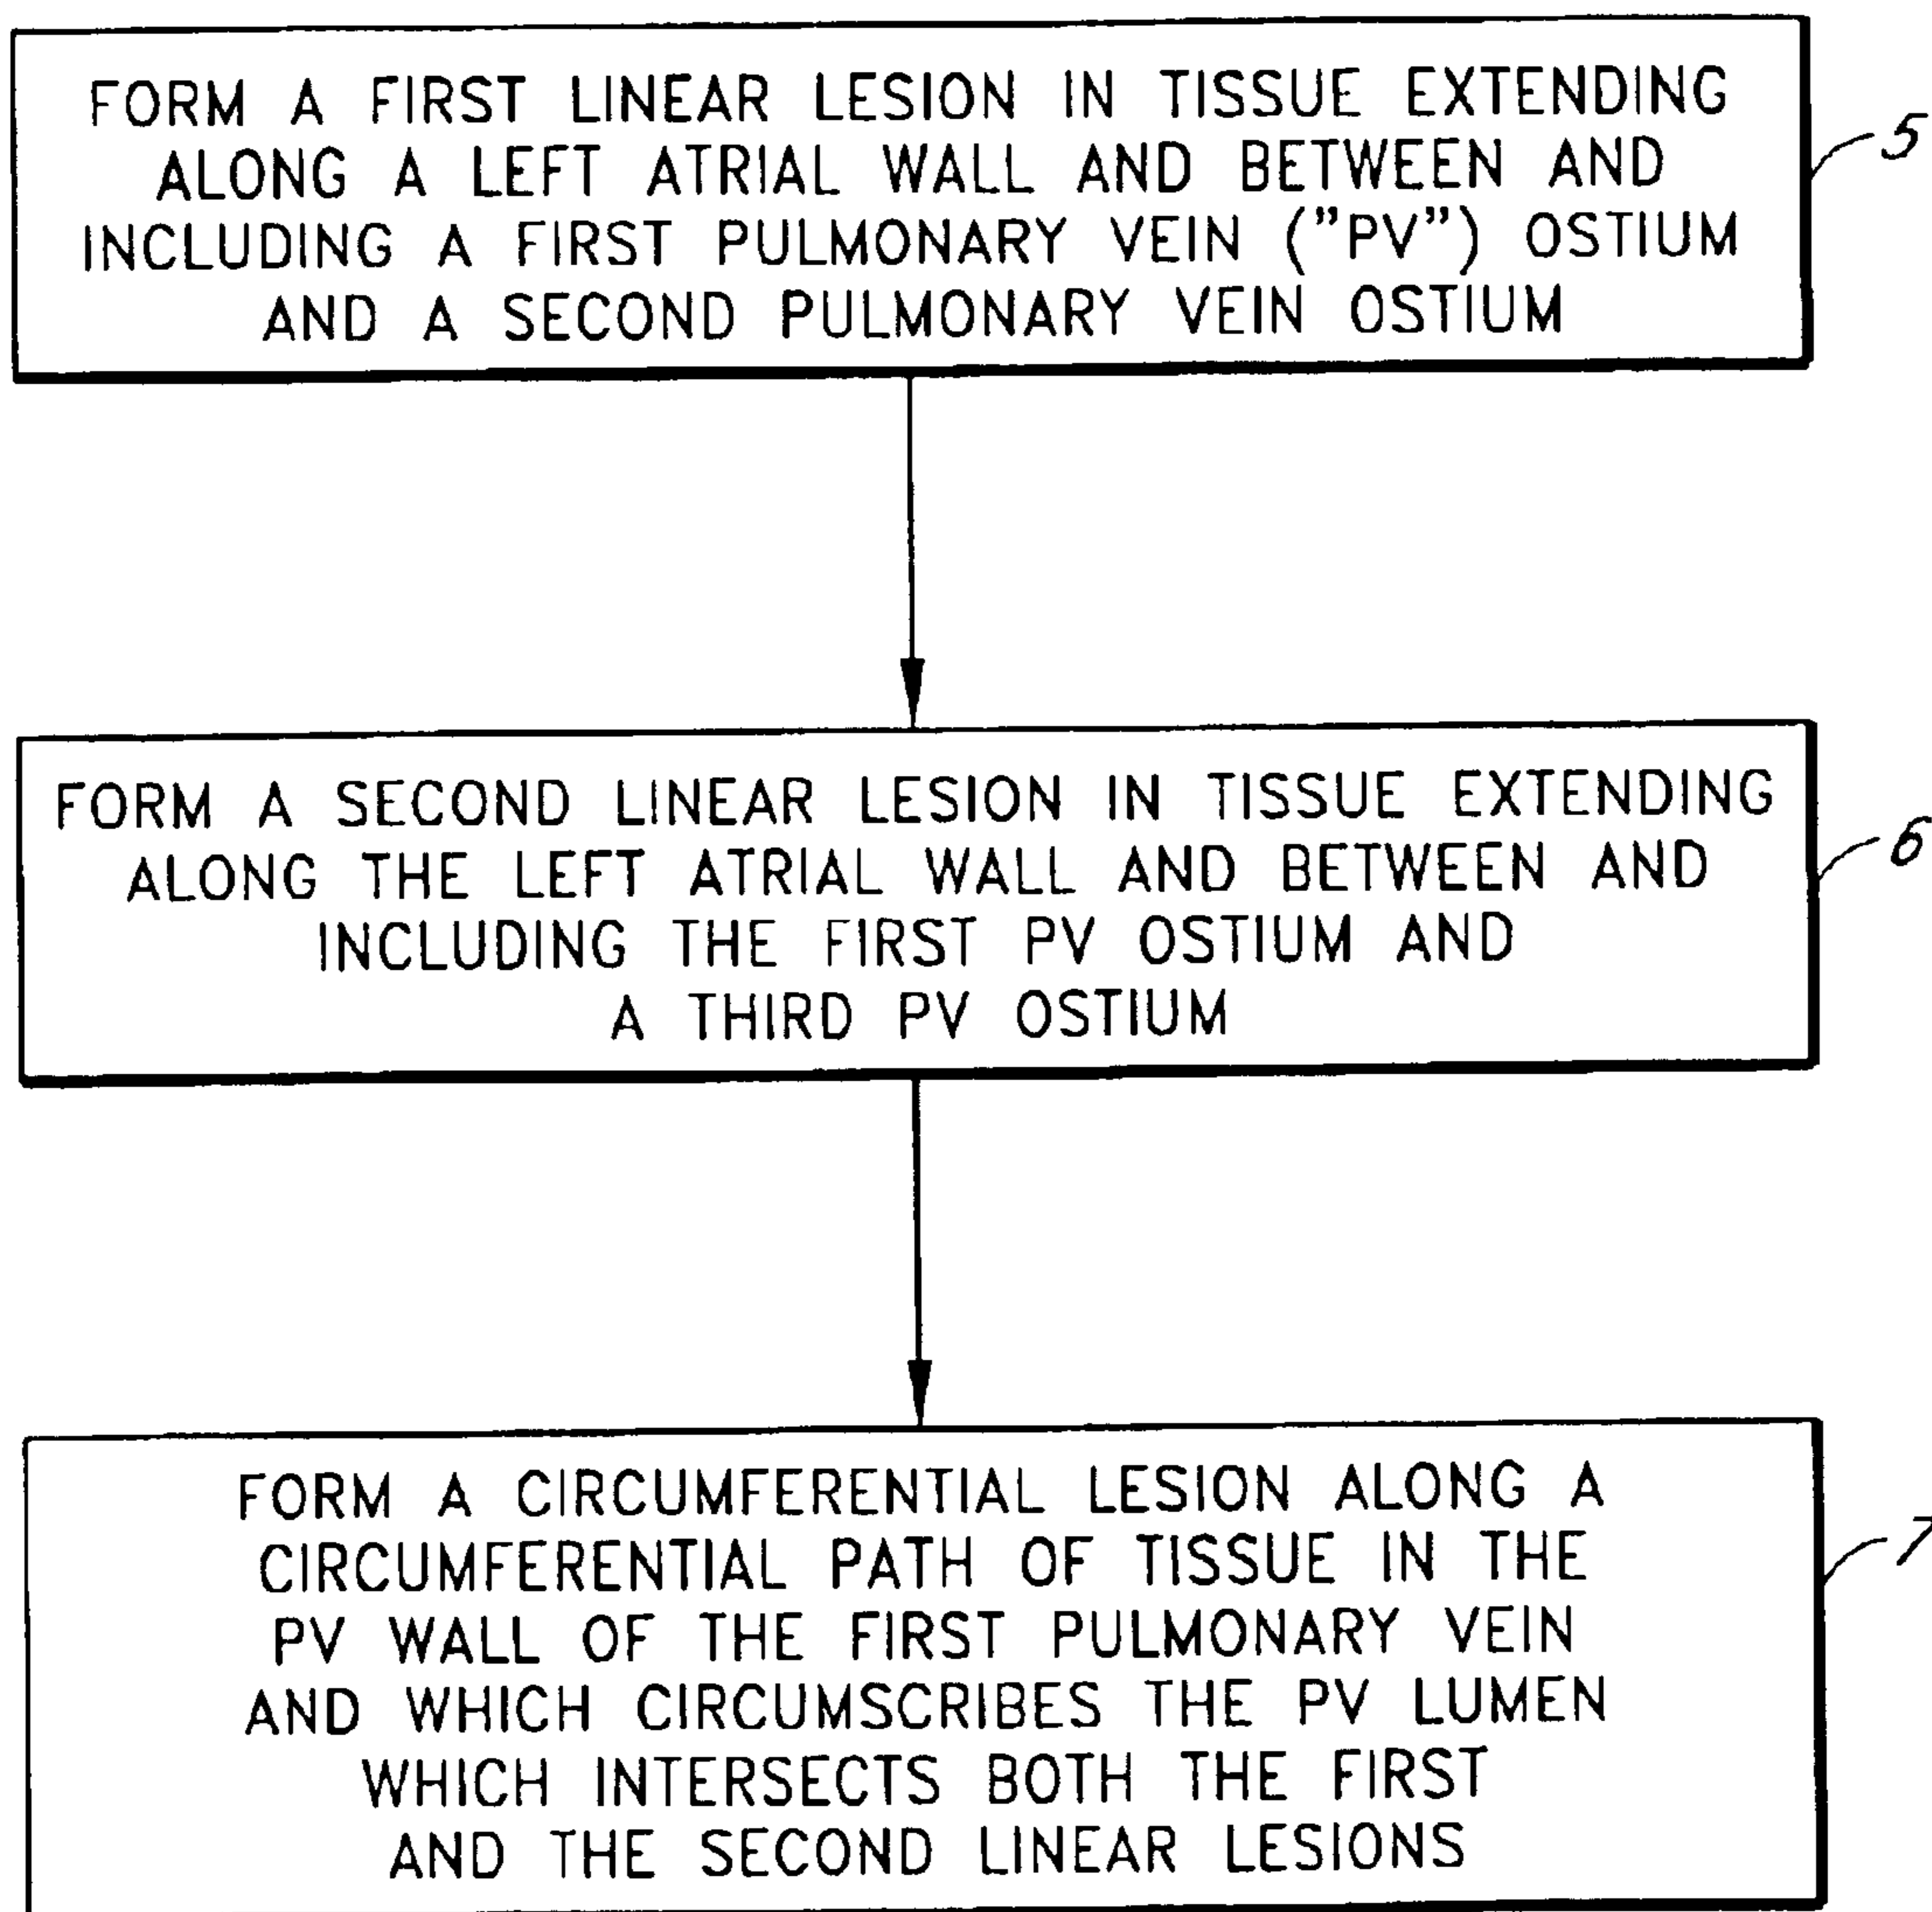 FORM A FIRST LINEAR LESION IN TISSUE EXTENDING
ALONG A LEFT ATRIAL WALL AND BETWEEN AND
INCLUDING A FIRST PULMONARY VEIN ("PV") OSTIUM
AND A SECOND PULMONARY VEIN OSTIUM
5
FORM A SECOND LINEAR LESION IN TISSUE EXTENDING
ALONG THE LEFT ATRIAL WALL AND BETWEEN AND
INCLUDING THE FIRST PV OSTIUM AND
A THIRD PV OSTIUM
6
FORM A CIRCUMFERENTIAL LESION ALONG A
CIRCUMFERENTIAL PATH OF TISSUE IN THE
PV WALL OF THE FIRST PULMONARY VEIN
AND WHICH CIRCUMSCRIBES THE PV LUMEN
WHICH INTERSECTS BOTH THE FIRST
AND THE SECOND LINEAR LESIONS
7